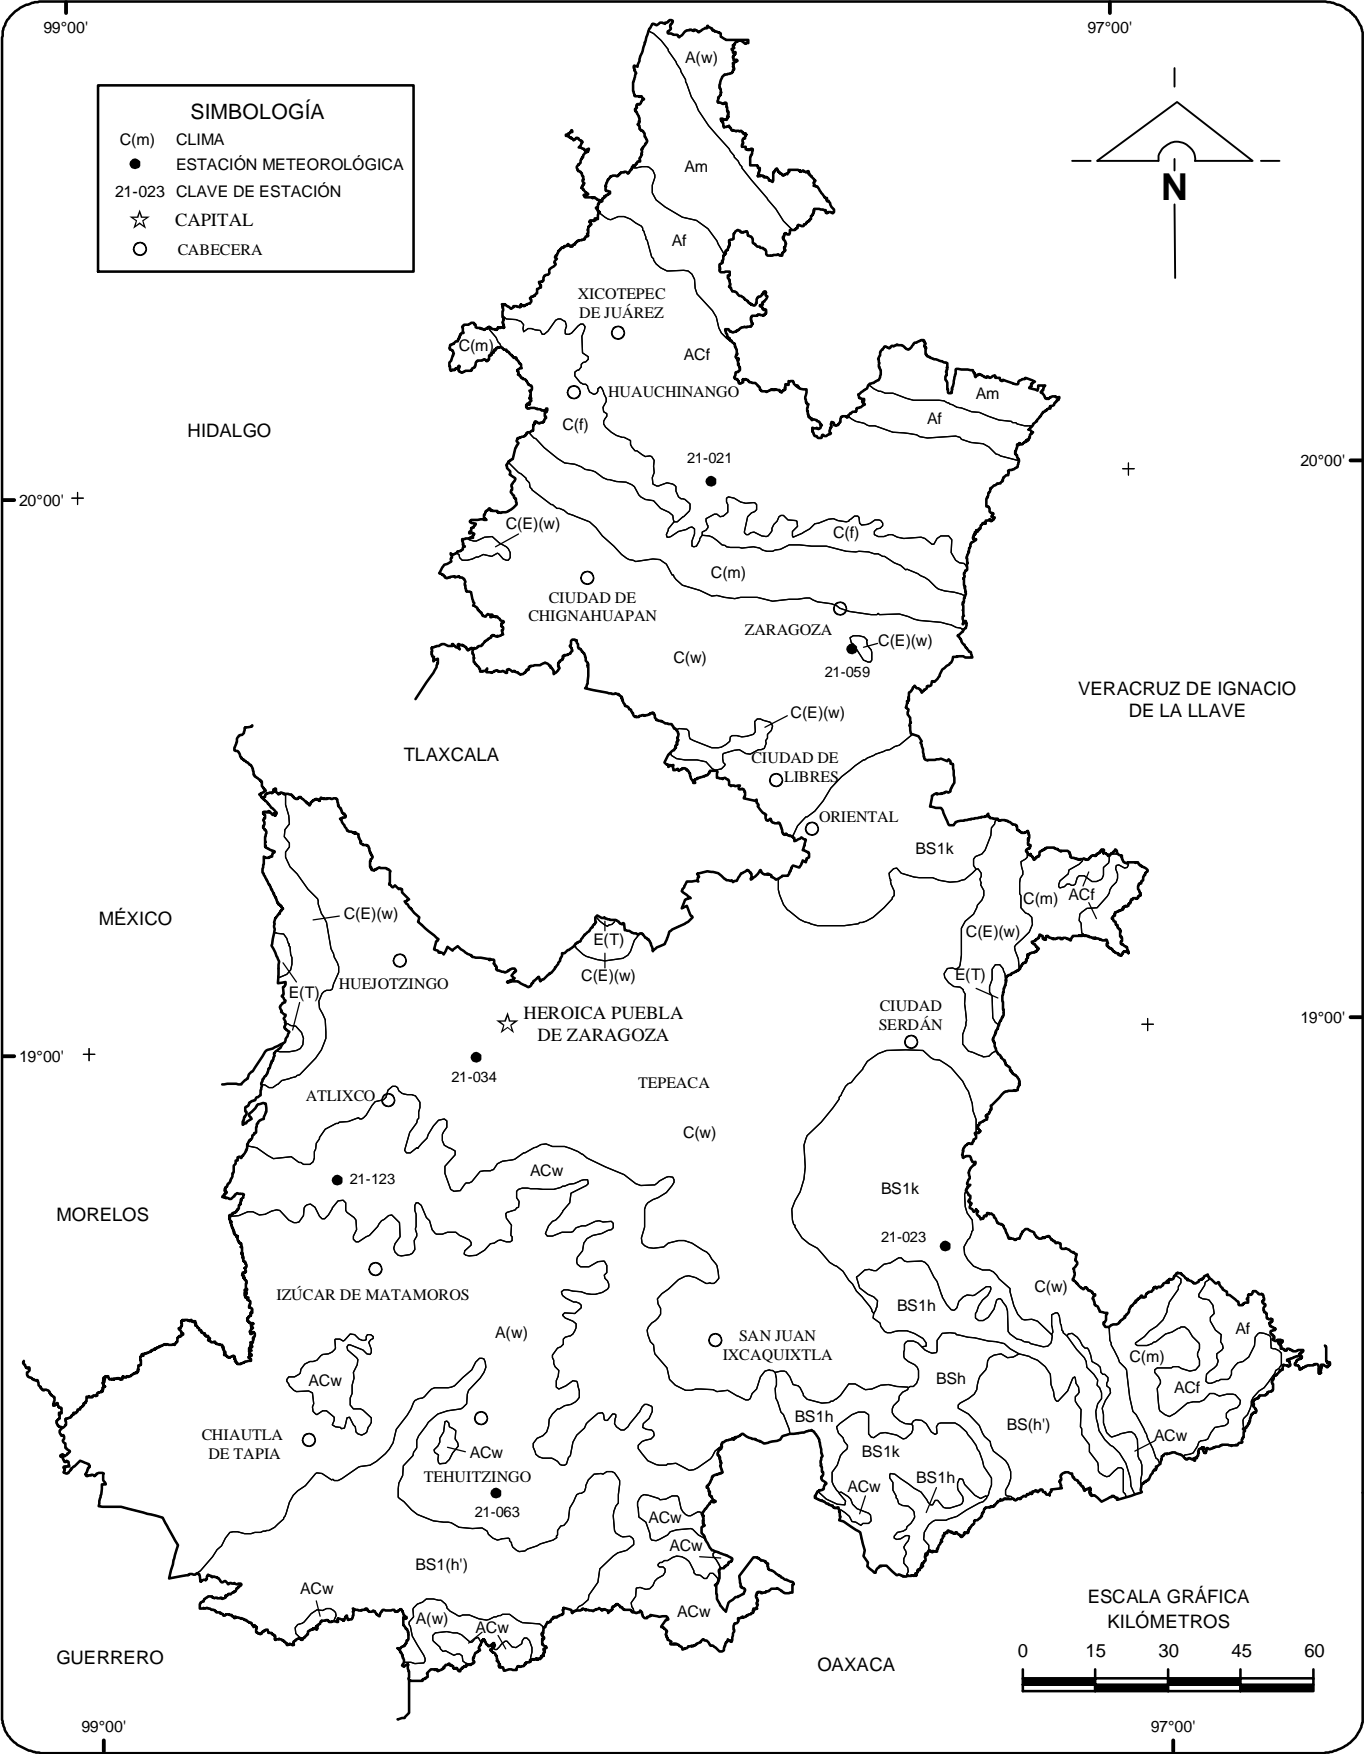 99°00'
97°00'
SIMBOLOGÍA
C(m) CLIMA
ESTACIÓN METEOROLÓGICA
21-023 CLAVE DE ESTACIÓN
CAPITAL
CABECERA
N
A(w)
Am
Af
XICOTEPEC
DE JUÁREZ
C(m)
ACf
HUAUCHINANGO
Am
Af
C(f)
HIDALGO
21-021
20°00'
20°00'
C(E)(w)
C(f)
C(m)
CIUDAD DE
CHIGNAHUAPAN
ZARAGOZA
C(E)(w)
C(w)
21-059
VERACRUZ DE IGNACIO
DE LA LLAVE
C(E)(w)
TLAXCALA
CIUDAD DE
LIBRES
ORIENTAL
BS1k
C(m)
ACf
MÉXICO
C(E)(w)
C(E)(w)
E(T)
C(E)(w)
E(T)
HUEJOTZINGO
E(T)
HEROICA PUEBLA
DE ZARAGOZA
CIUDAD
SERDÁN
19°00'
19°00'
21-034
TEPEACA
ATLIXCO
C(w)
ACw
21-123
BS1k
MORELOS
21-023
IZÚCAR DE MATAMOROS
C(w)
BS1h
A(w)
SAN JUAN
IXCAQUIXTLA
Af
C(m)
ACw
BSh
ACf
BS1h
BS(h')
CHIAUTLA
DE TAPIA
ACw
BS1k
ACw
TEHUITZINGO
ACw
BS1h
21-063
ACw
ACw
BS1(h')
ACw
ACw
A(w)
ACw
ESCALA GRÁFICA
KILÓMETROS
GUERRERO
OAXACA
0 15 30 45 60
99°00'
97°00'